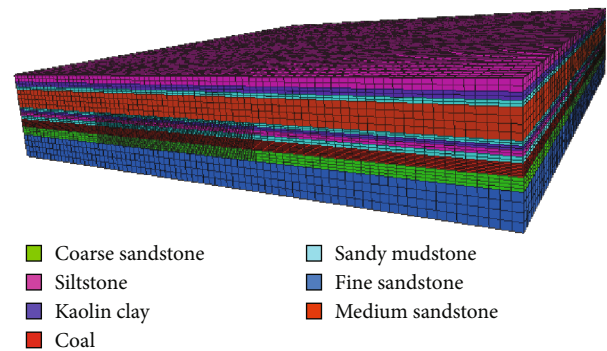 Coarse sandstone
Siltstone
Kaolin clay
Coal
Sandy mudstone
Fine sandstone
Medium sandstone